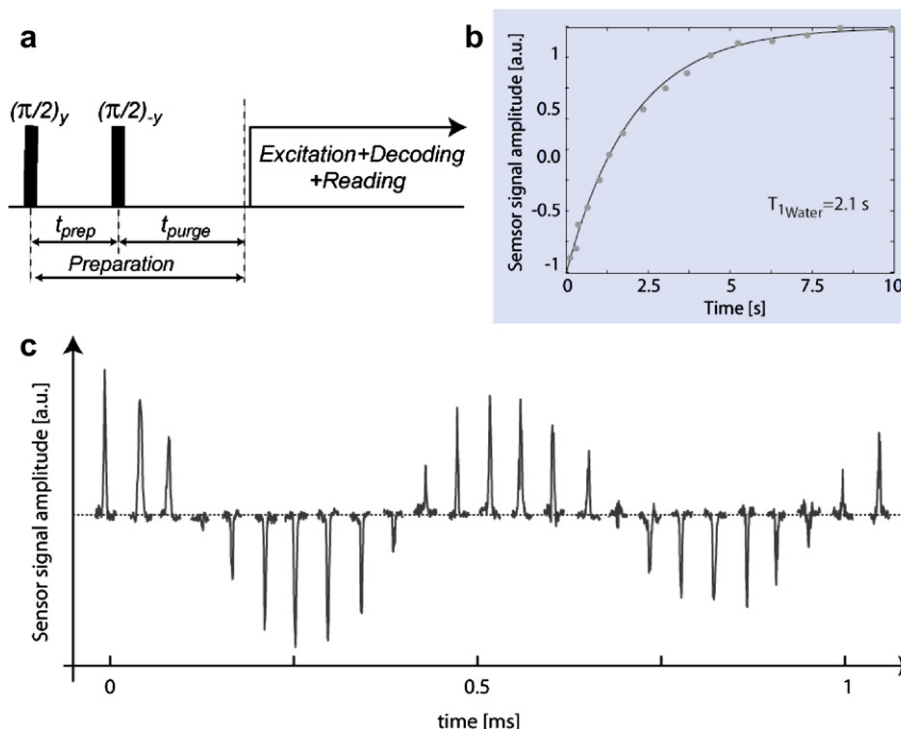 a
(π/2)y (π/2)-y
Excitation+Decoding
+Reading
tprep tpurge
Preparation
b
Semsor signal amplitude [a.u.]
1
0.5
0.0
-0.5
-1
T1Water=2.1 s
0 2.5 5 7.5 10
Time [s]
c
Sensor signal amplitude [a.u.]
0 0.5 1
time [ms]